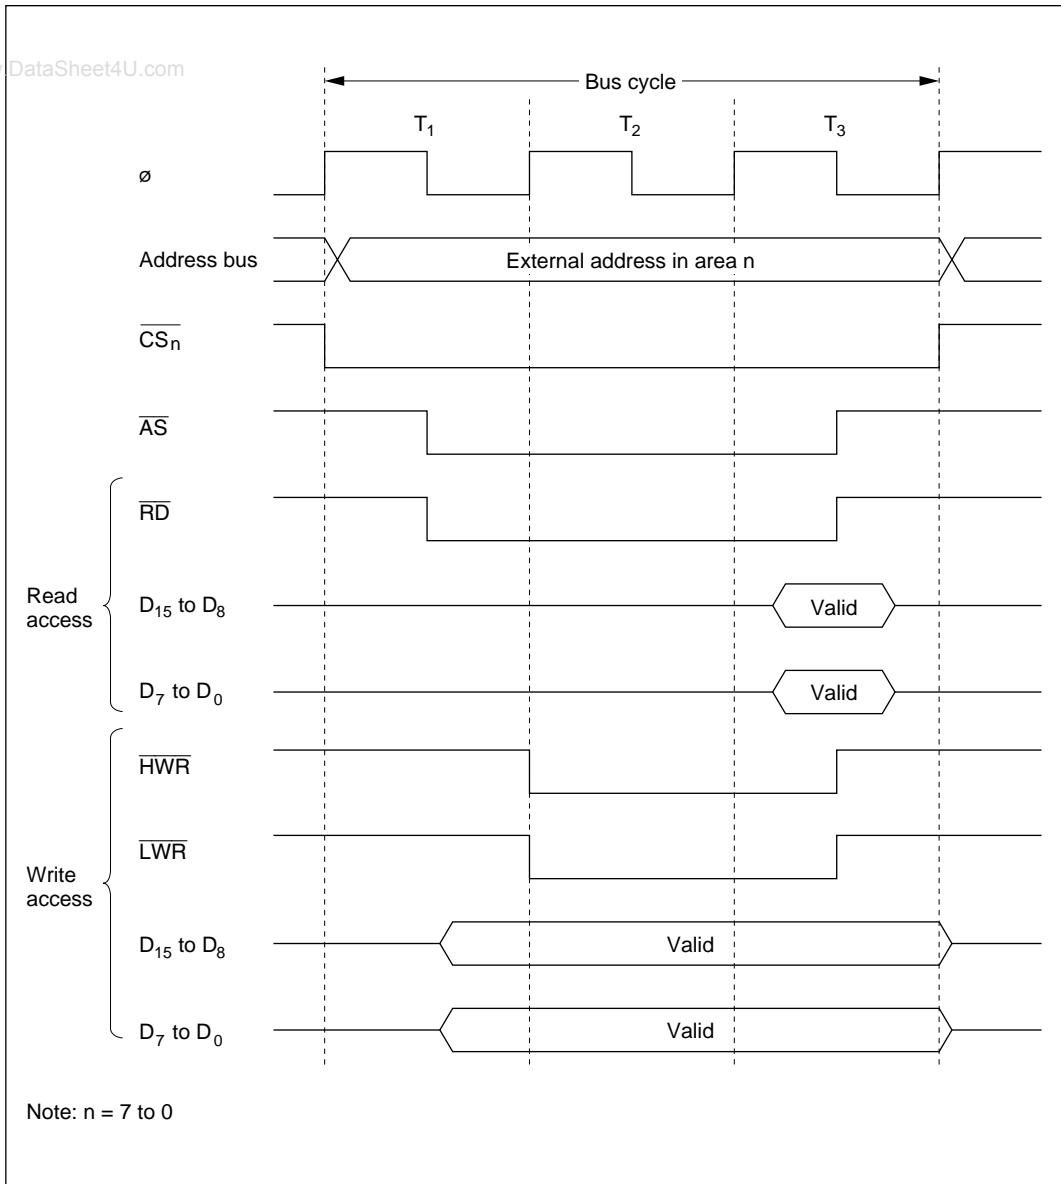 .DataSheet4U.com
Bus cycle
T1 T2 T3
ø
Address bus External address in area n
CSn
AS
RD
Read access
D15 to D8 Valid
D7 to D0 Valid
HWR
LWR
Write access
D15 to D8 Valid
D7 to D0 Valid
Note: n = 7 to 0